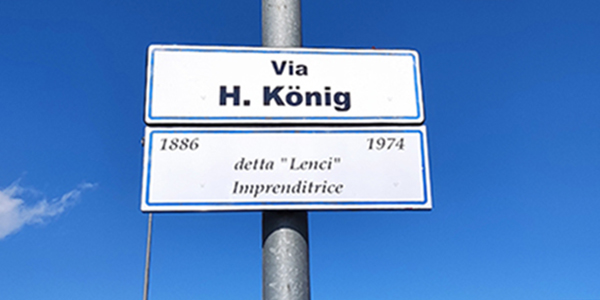 Via
H. König
1886 1974
detta "Lenci"
Imprenditrice